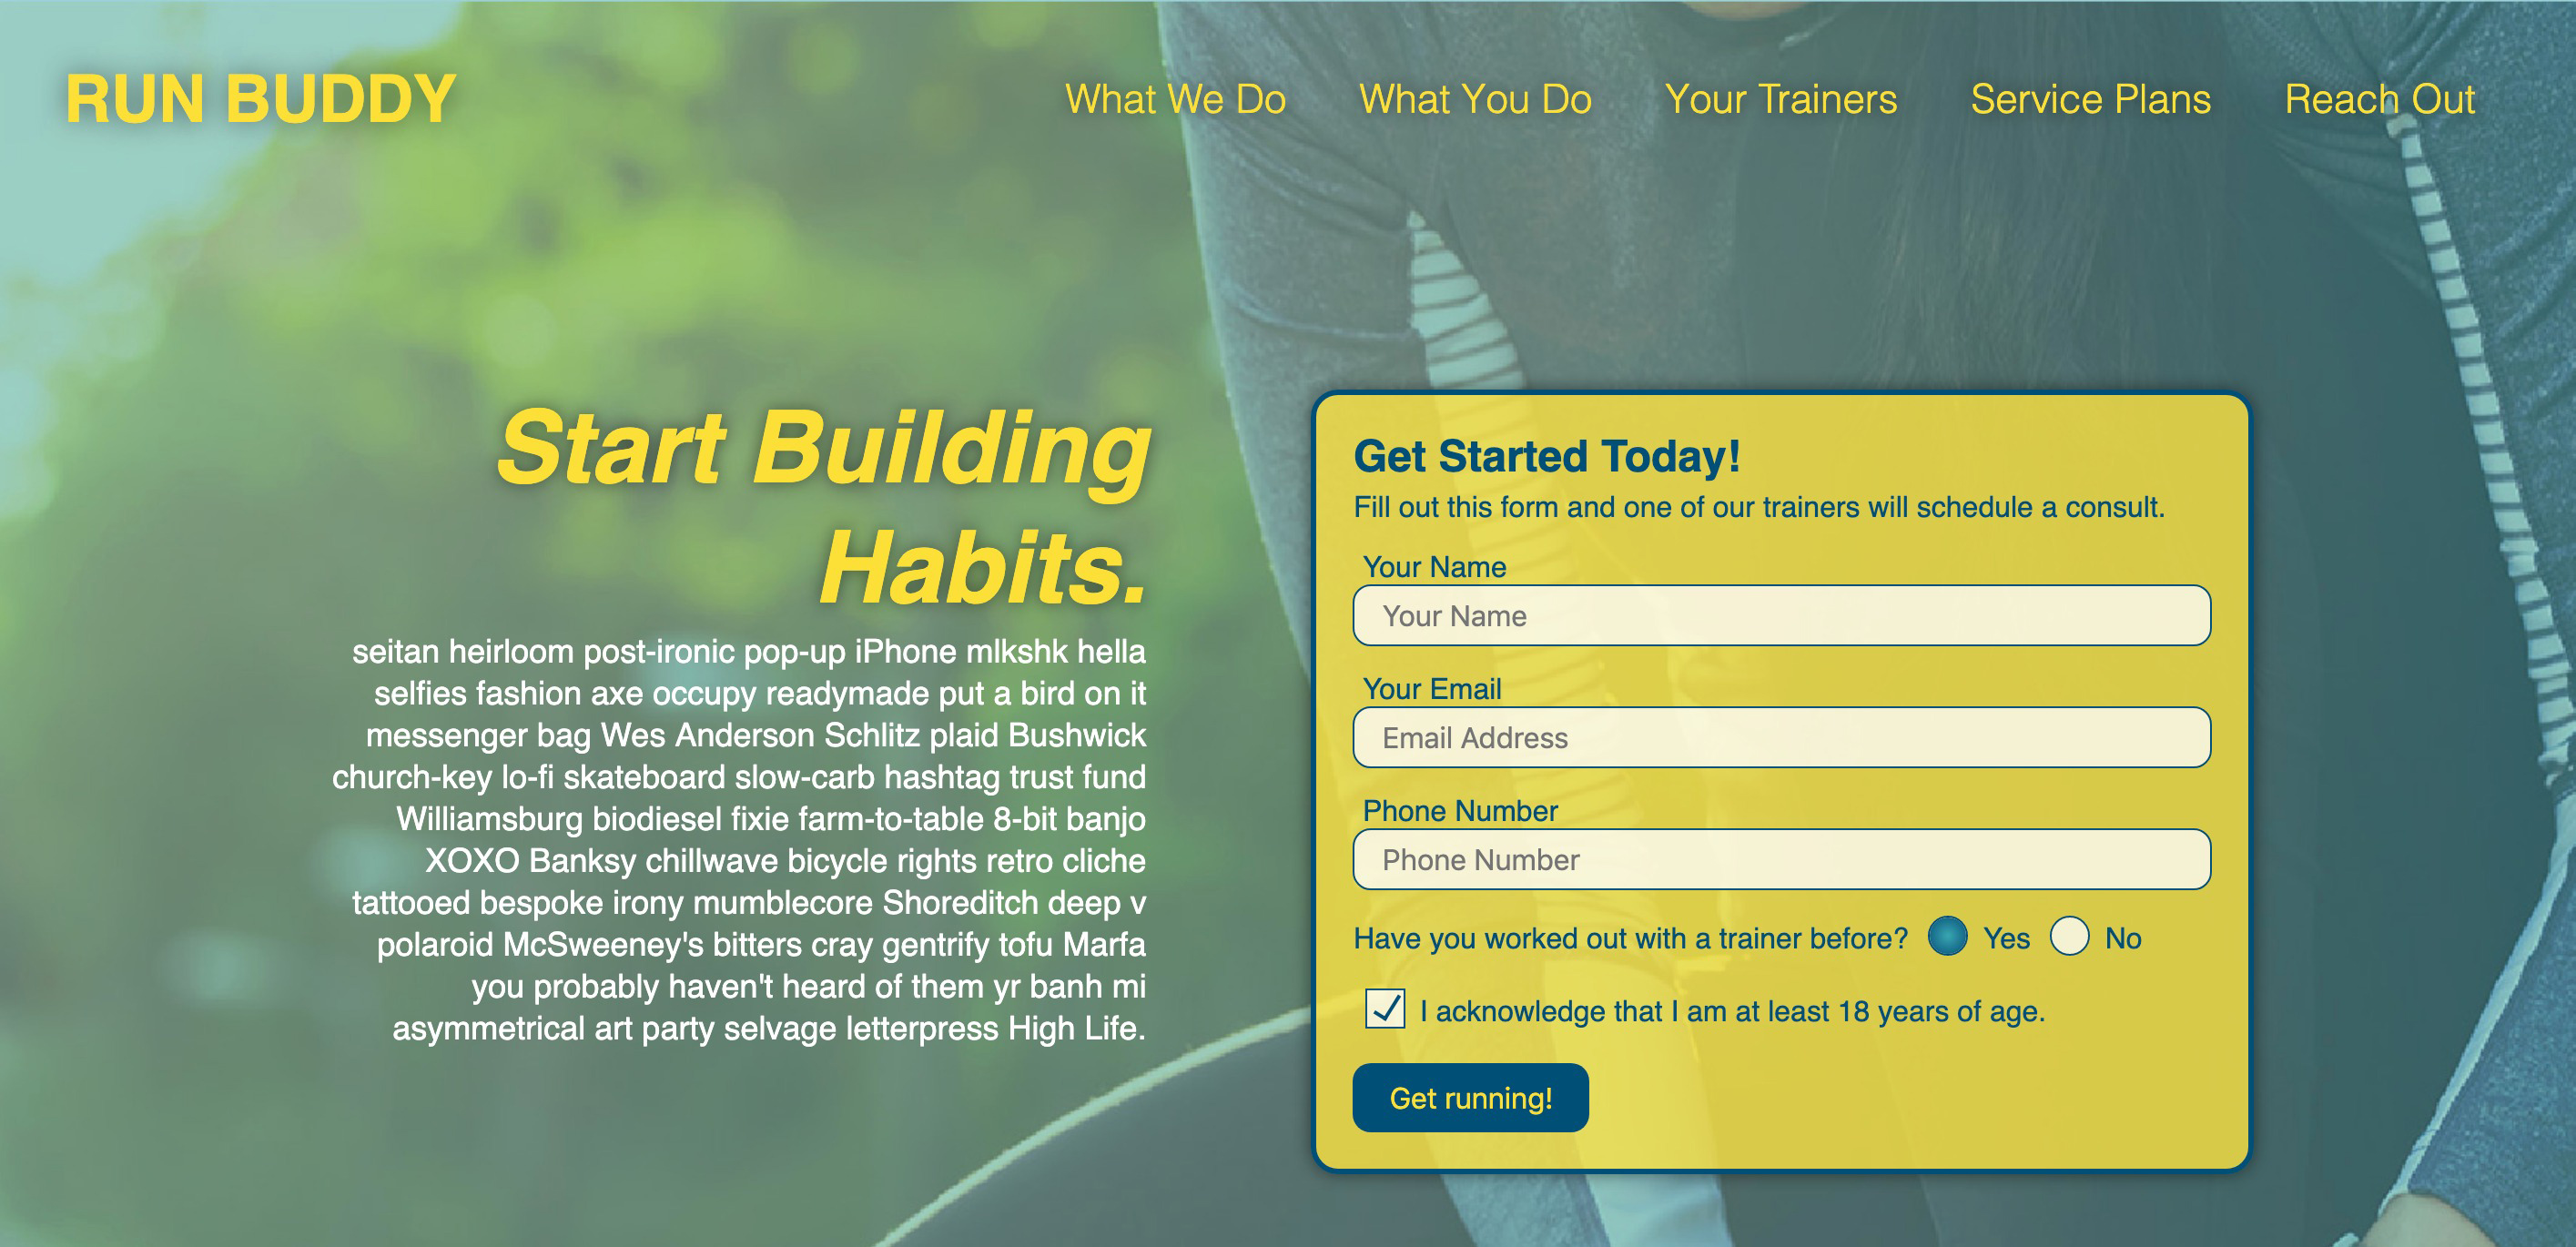 RUN BUDDY
What We Do
What You Do
Your Trainers
Service Plans
Reach Out
Start Building
Habits.
seitan heirloom post-ironic pop-up iPhone mlkshk hella
selfies fashion axe occupy readymade put a bird on it
messenger bag Wes Anderson Schlitz plaid Bushwick
church-key lo-fi skateboard slow-carb hashtag trust fund
Williamsburg biodiesel fixie farm-to-table 8-bit banjo
XOXO Banksy chillwave bicycle rights retro cliche
tattooed bespoke irony mumblecore Shoreditch deep v
polaroid McSweeney's bitters cray gentrify tofu Marfa
you probably haven't heard of them yr banh mi
asymmetrical art party selvage letterpress High Life.
Get Started Today!
Fill out this form and one of our trainers will schedule a consult.
Your Name
Your Name
Your Email
Email Address
Phone Number
Phone Number
Have you worked out with a trainer before? Yes No
I acknowledge that I am at least 18 years of age.
Get running!